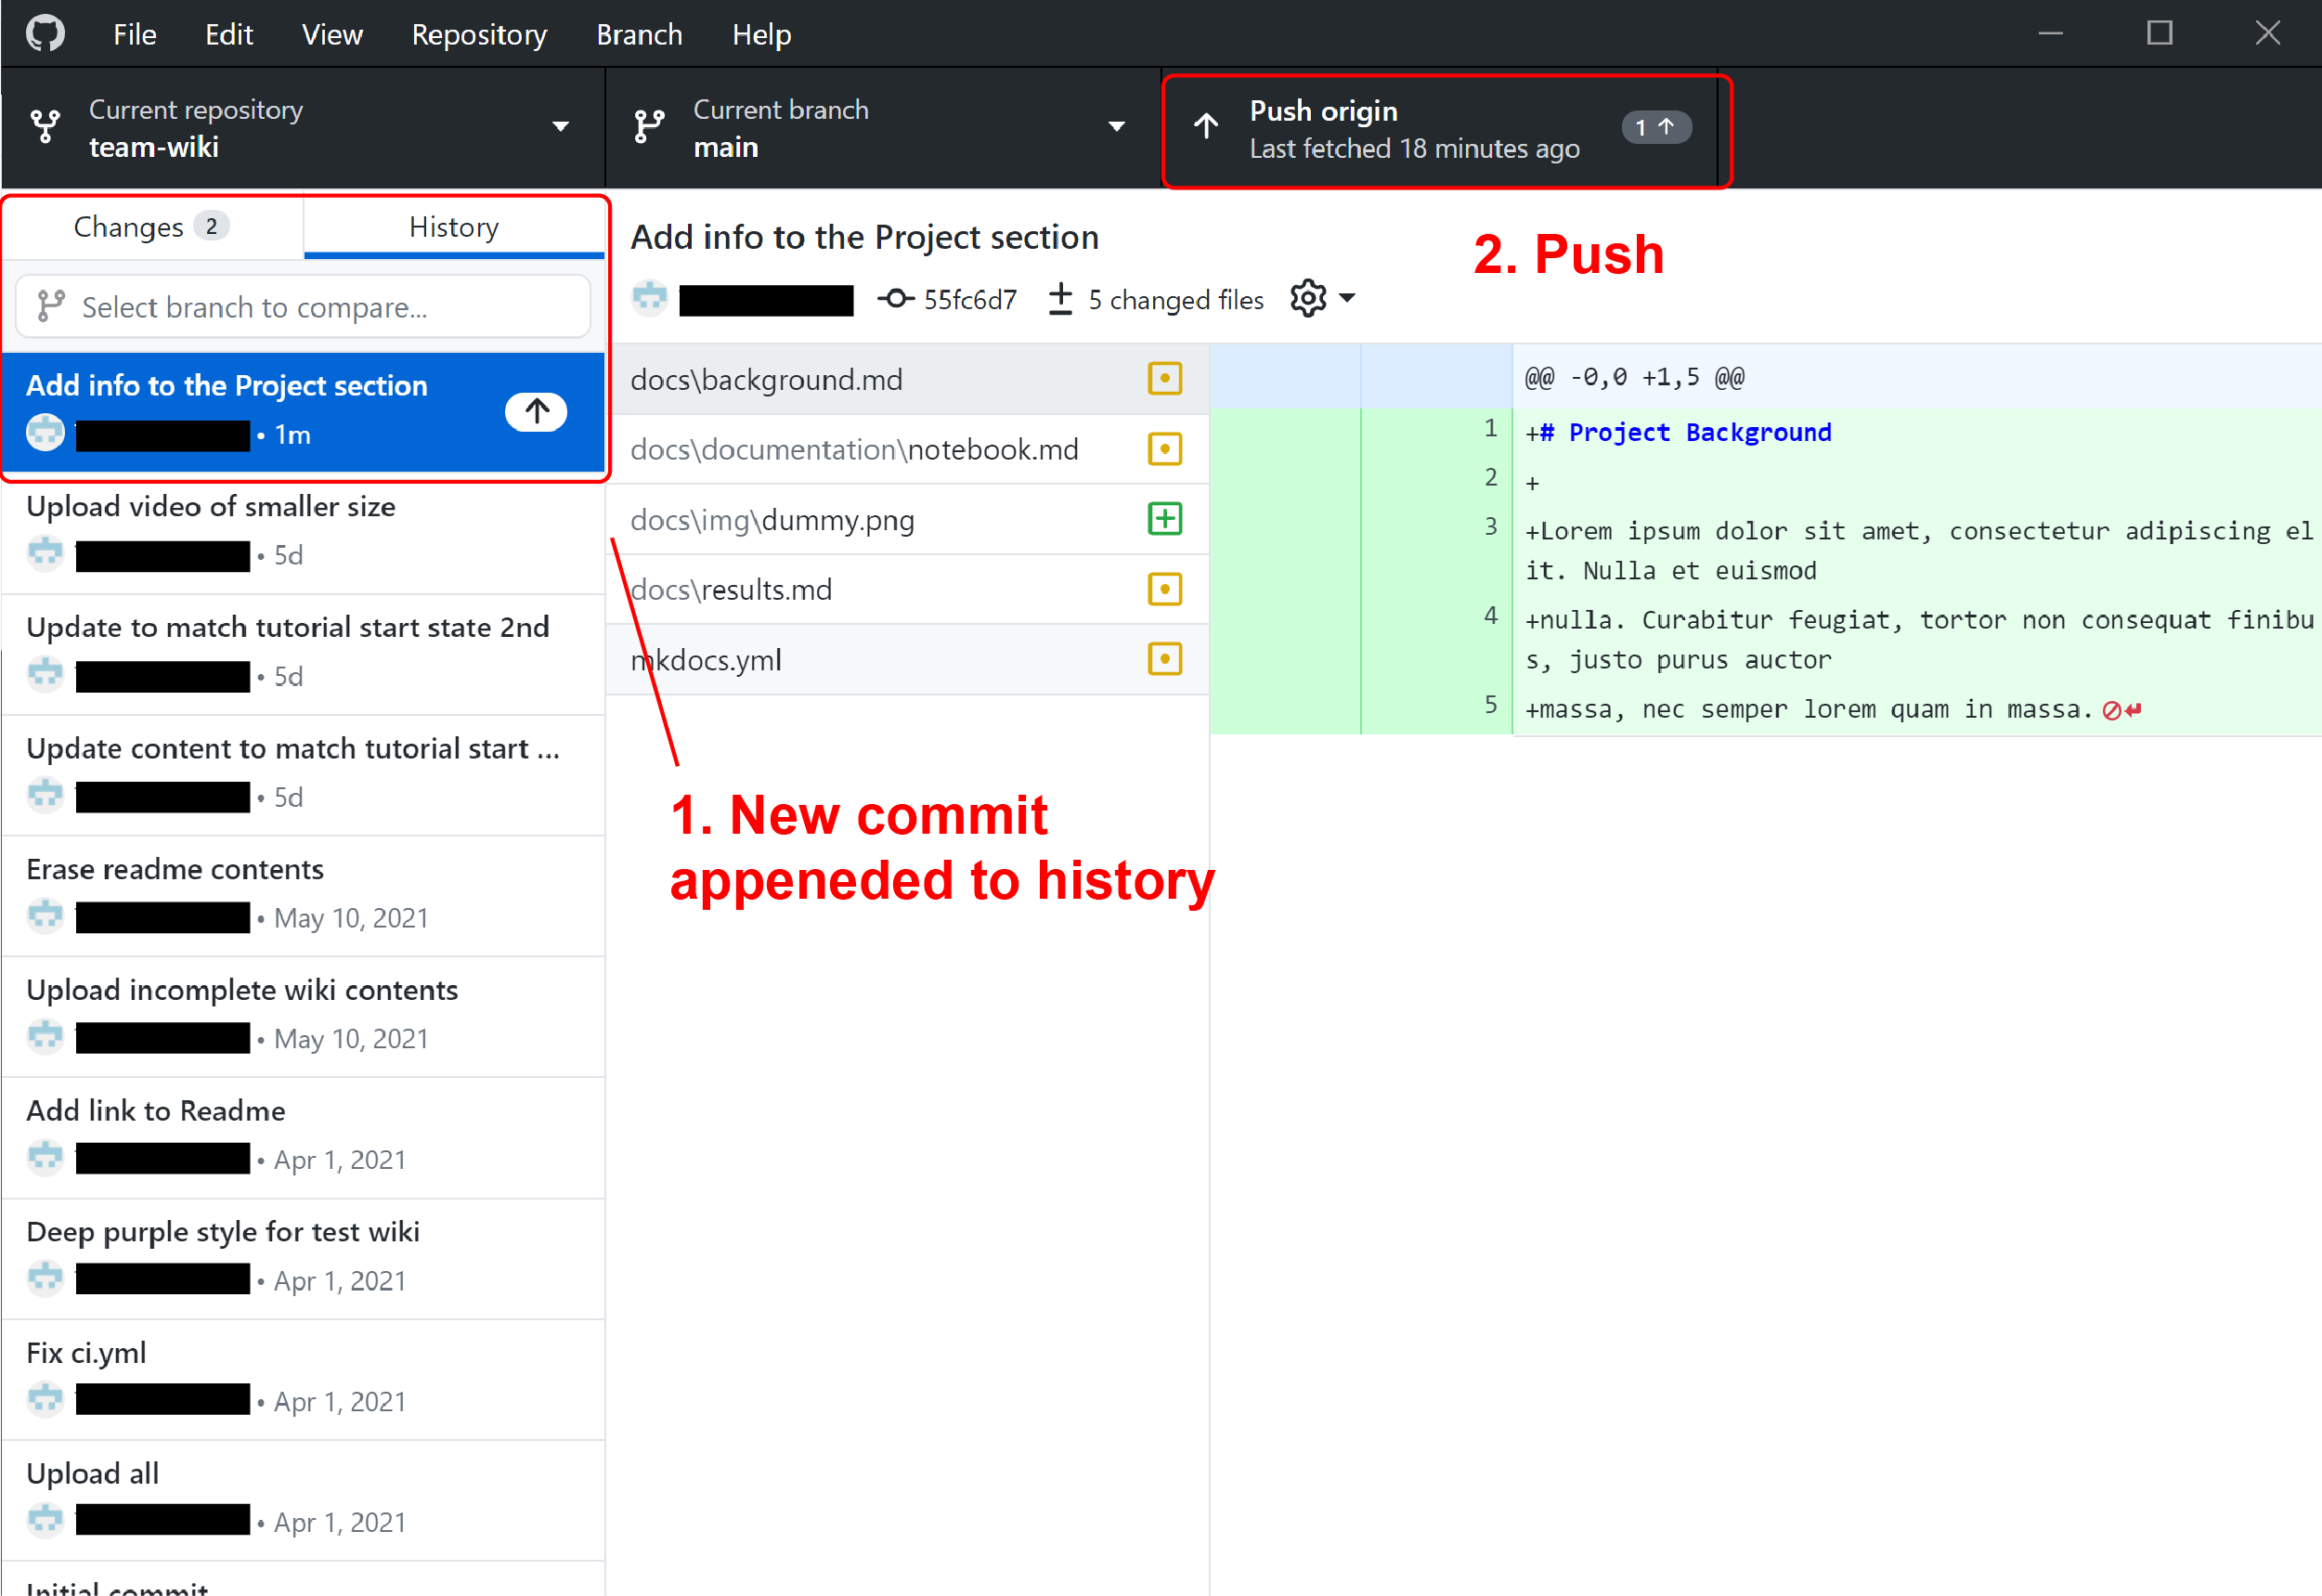 File Edit View Repository Branch Help
Current repository
team-wiki
Current branch
main
Push origin
Last fetched 18 minutes ago
1
Changes 2
History
Select branch to compare...
Add info to the Project section
• 1m
Upload video of smaller size
• 5d
Update to match tutorial start state 2nd
• 5d
Update content to match tutorial start ...
• 5d
Erase readme contents
• May 10, 2021
Upload incomplete wiki contents
• May 10, 2021
Add link to Readme
• Apr 1, 2021
Deep purple style for test wiki
• Apr 1, 2021
Fix ci.yml
• Apr 1, 2021
Upload all
• Apr 1, 2021
Initial commit
Add info to the Project section
55fc6d7 5 changed files
2. Push
docs\background.md
docs\documentation\notebook.md
docs\img\dummy.png
docs\results.md
mkdocs.yml
1. New commit
appeneded to history
@@ -0,0 +1,5 @@
1 +# Project Background
2 +
3 +Lorem ipsum dolor sit amet, consectetur adipiscing el
it. Nulla et euismod
4 +nulla. Curabitur feugiat, tortor non consequat finibu
s, justo purus auctor
5 +massa, nec semper lorem quam in massa.